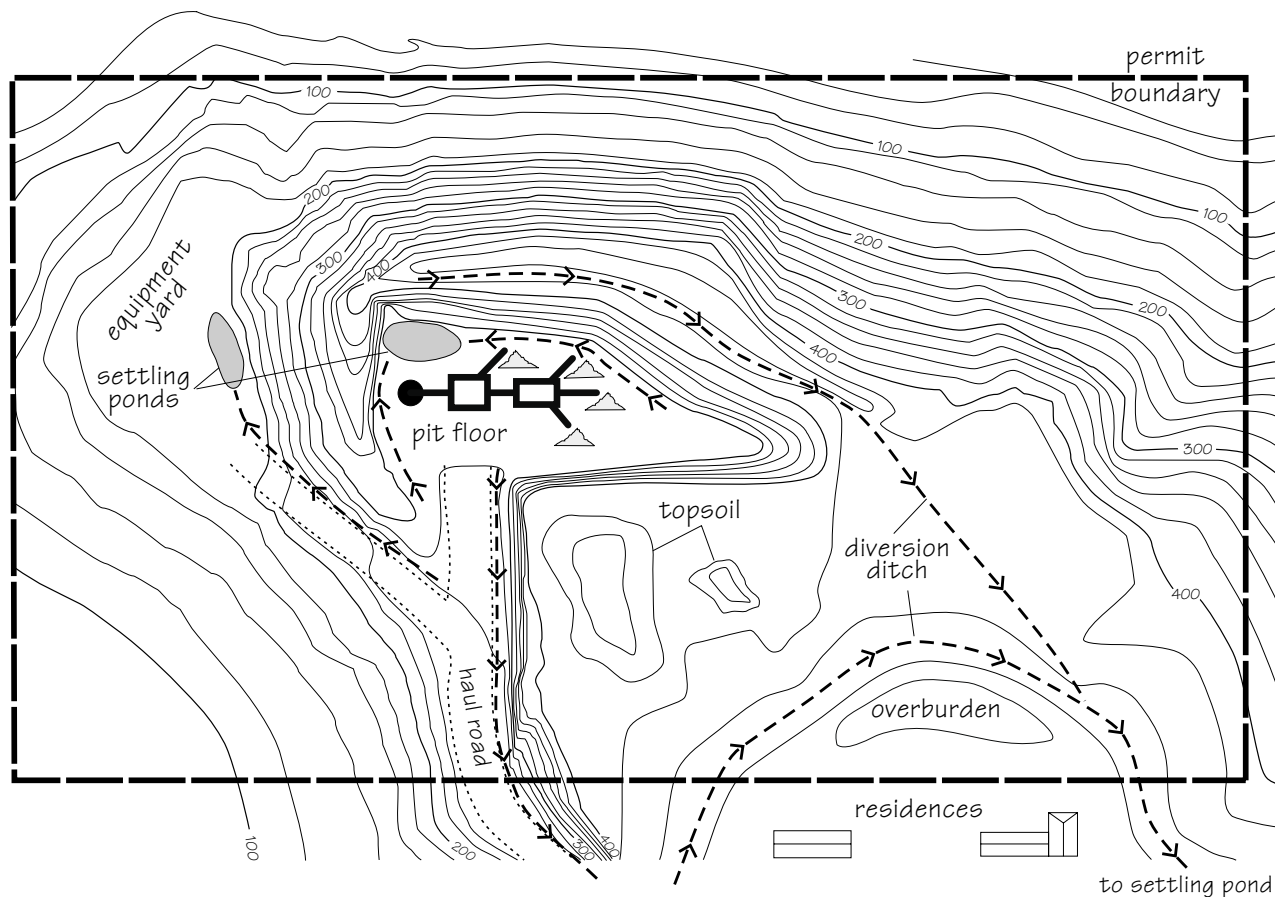 permit
boundary
100
100
100
200
200
200
300
300
300
400
400
400
equipment
yard
settling
ponds
pit floor
topsoil
diversion
ditch
haul road
overburden
residences
100
200
300
400
to settling pond